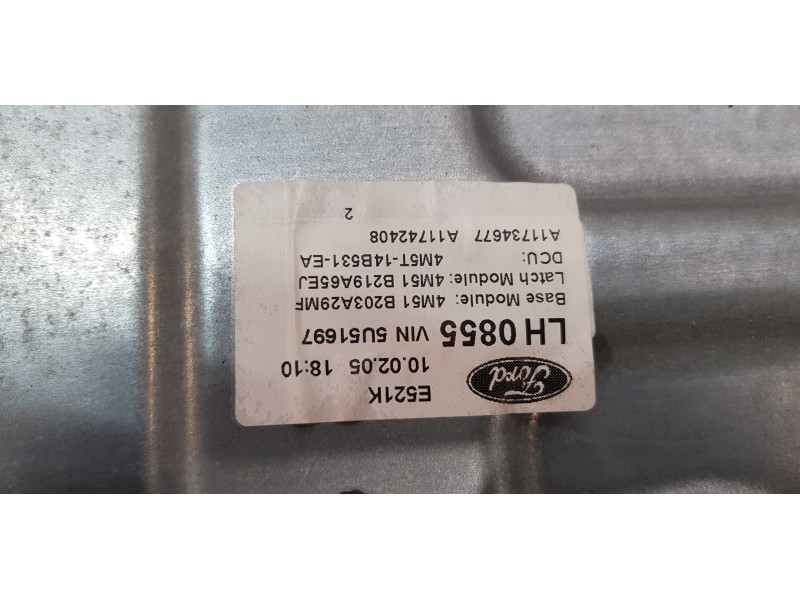 E521K
Ford
10.02.05 18:10
LH 0855 VIN 5U51697
Base Module: 4M51 B203A29MF
Latch Module: 4M51 B219A65EJ
DCU: 4M5T-14B531-EA
A11734677 A11742408
2